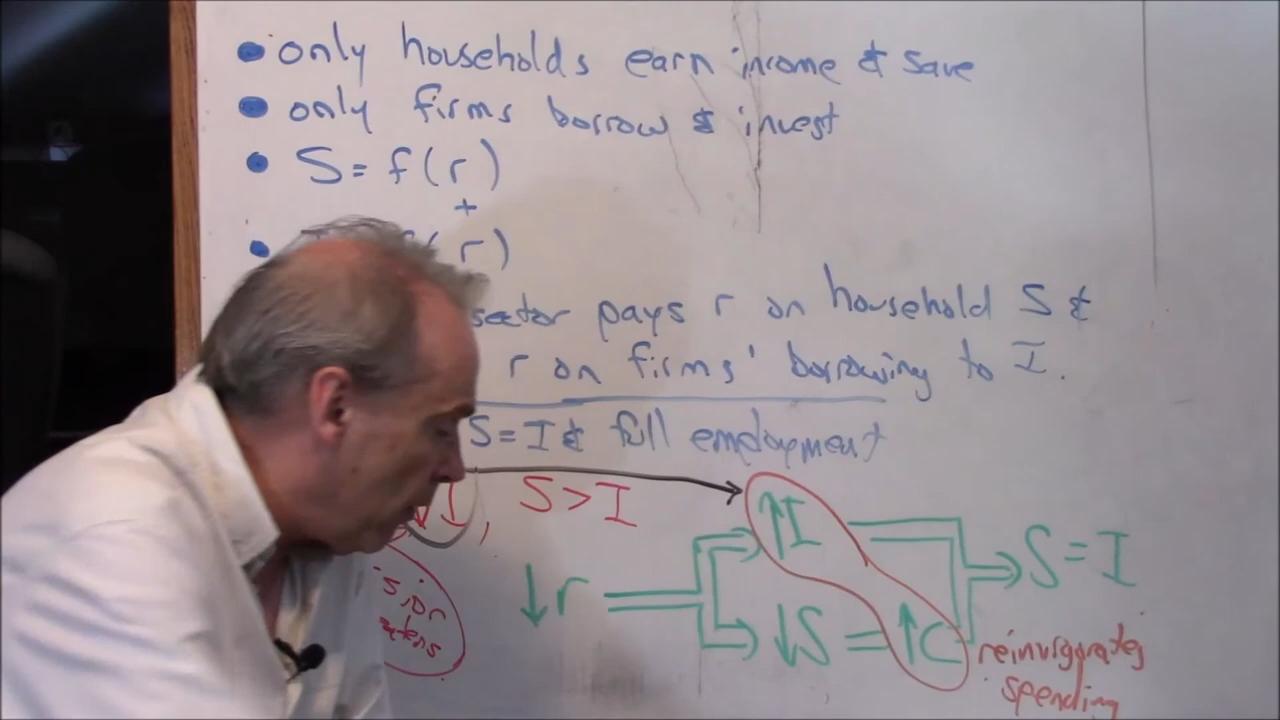 • only households earn income & save
• only firms borrow & invest
• S = f(r)
+
• (r)
sector pays r on household S &
r on firms' borrowing to I.
S = I & full employment
↓I, S > I
↑I
S = I
↓r
↓S = ↑C
reinvigorates
spending